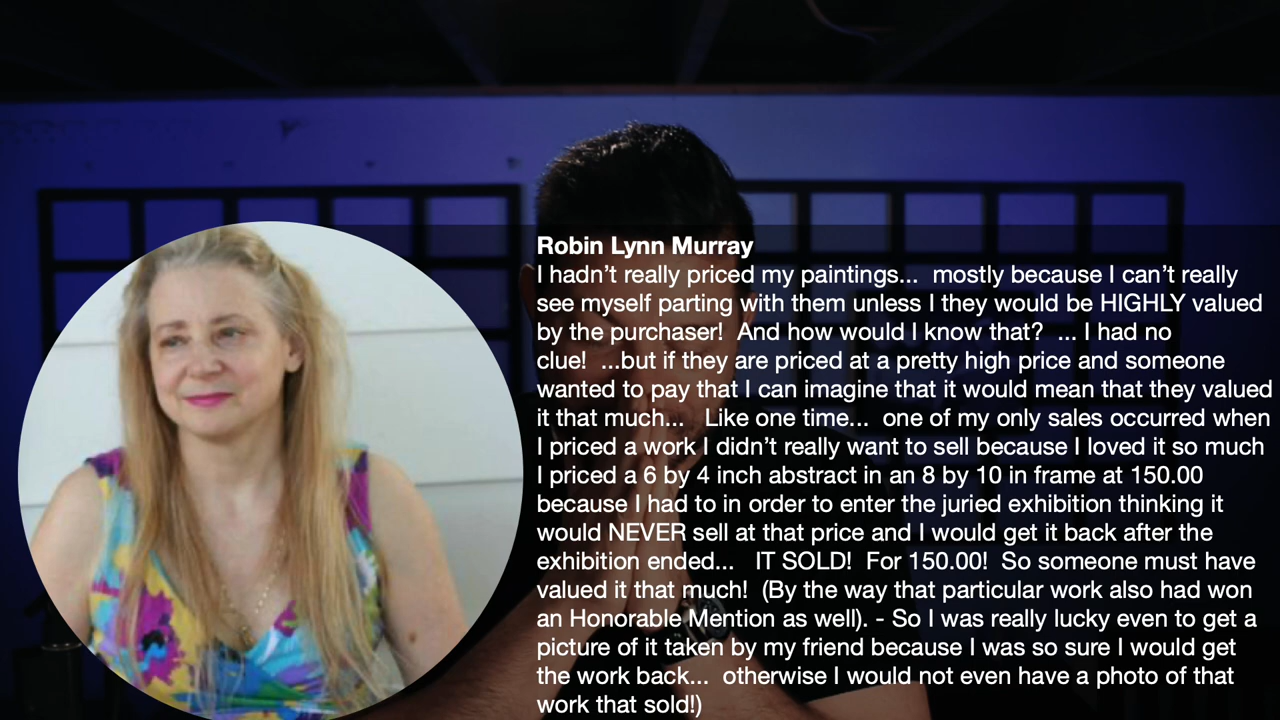 Robin Lynn Murray
I hadn’t really priced my paintings...  mostly because I can’t really
see myself parting with them unless I they would be HIGHLY valued
by the purchaser!  And how would I know that?  ... I had no
clue!  ...but if they are priced at a pretty high price and someone
wanted to pay that I can imagine that it would mean that they valued
it that much...   Like one time...  one of my only sales occurred when
I priced a work I didn’t really want to sell because I loved it so much
I priced a 6 by 4 inch abstract in an 8 by 10 in frame at 150.00
because I had to in order to enter the juried exhibition thinking it
would NEVER sell at that price and I would get it back after the
exhibition ended...   IT SOLD!  For 150.00!  So someone must have
valued it that much!  (By the way that particular work also had won
an Honorable Mention as well). - So I was really lucky even to get a
picture of it taken by my friend because I was so sure I would get
the work back...  otherwise I would not even have a photo of that
work that sold!)